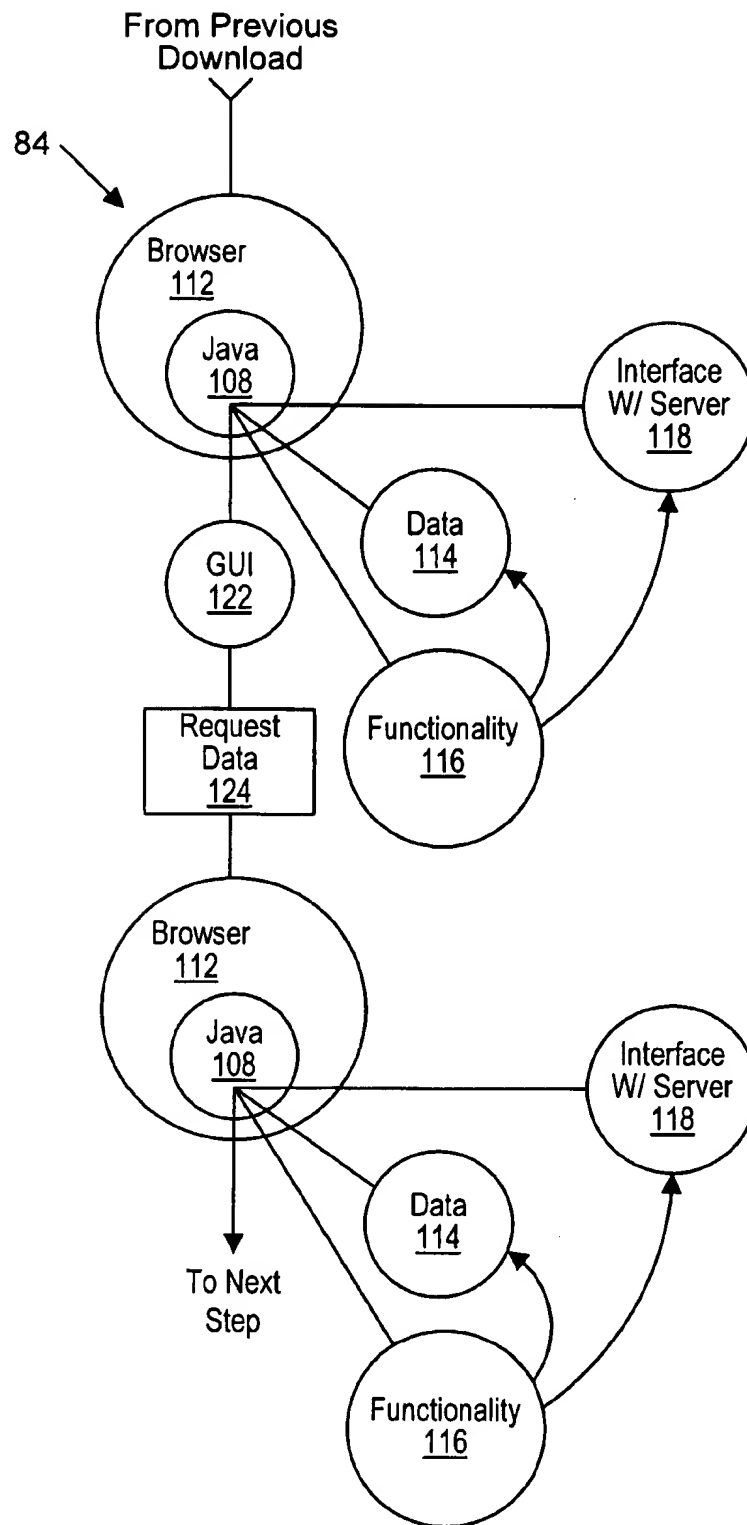 From Previous
Download
84
Browser
112
Java
108
Interface
W/ Server
118
Data
114
GUI
122
Functionality
116
Request
Data
124
Browser
112
Java
108
Interface
W/ Server
118
Data
114
To Next
Step
Functionality
116